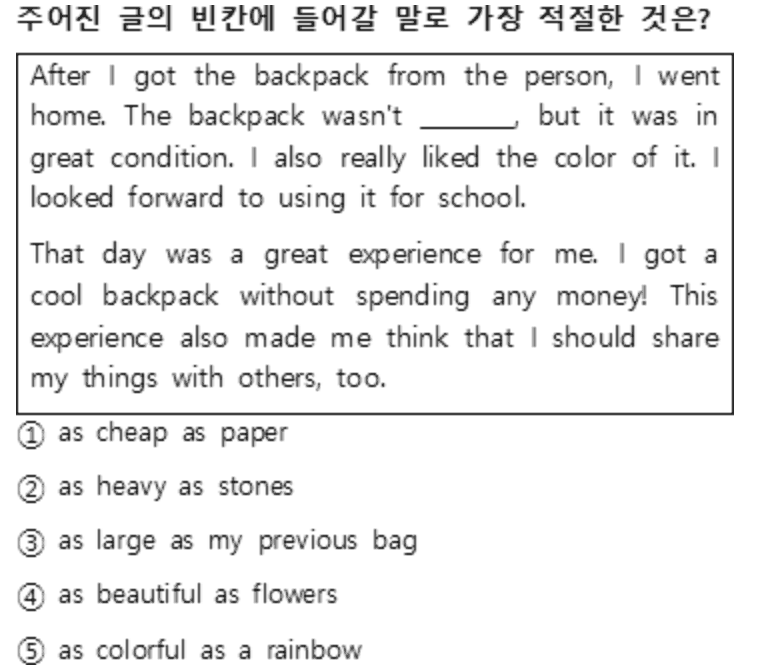 주어진 글의 빈칸에 들어갈 말로 가장 적절한 것은?
After I got the backpack from the person, I went
home. The backpack wasn't ________, but it was in
great condition. I also really liked the color of it. I
looked forward to using it for school.
That day was a great experience for me. I got a
cool backpack without spending any money! This
experience also made me think that I should share
my things with others, too.
① as cheap as paper
② as heavy as stones
③ as large as my previous bag
④ as beautiful as flowers
⑤ as colorful as a rainbow